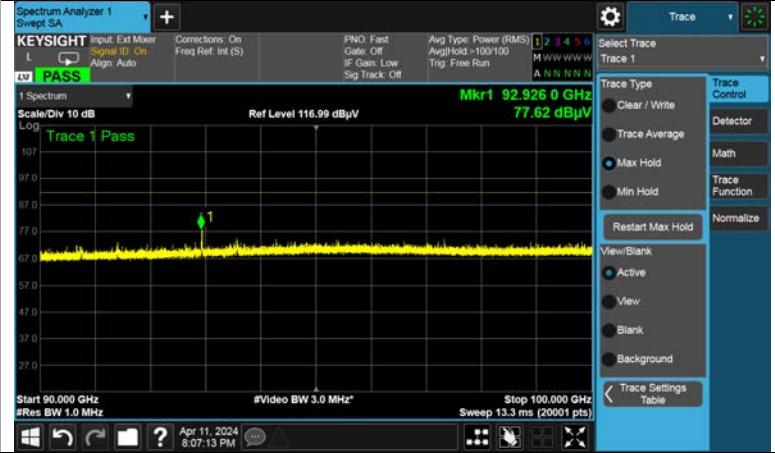 Spectrum Analyzer 1
Swept SA
+
Trace
KEYSIGHT
Input: Ext Mixer
Signal ID: On
Align: Auto
Corrections: On
Freq Ref: Int (S)
PNO: Fast
Gate: Off
IF Gain: Low
Sig Track: Off
Avg Type: Power (RMS)
Avg|Hold:>100/100
Trig: Free Run
1 2 3 4 5 6
M W W W W W
A N N N N N
L
LXI PASS
Select Trace
Trace 1
1 Spectrum
Scale/Div 10 dB
Log
Ref Level 116.99 dBµV
Mkr1 92.926 0 GHz
77.62 dBµV
Trace 1 Pass
107
97.0
87.0
77.0
67.0
57.0
47.0
37.0
27.0
1
Start 90.000 GHz
#Res BW 1.0 MHz
#Video BW 3.0 MHz*
Stop 100.000 GHz
Sweep 13.3 ms (20001 pts)
Trace Type
Clear / Write
Trace Average
Max Hold
Min Hold
Restart Max Hold
View/Blank
Active
View
Blank
Background
Trace Settings
Table
Trace
Control
Detector
Math
Trace
Function
Normalize
?
Apr 11, 2024
8:07:13 PM